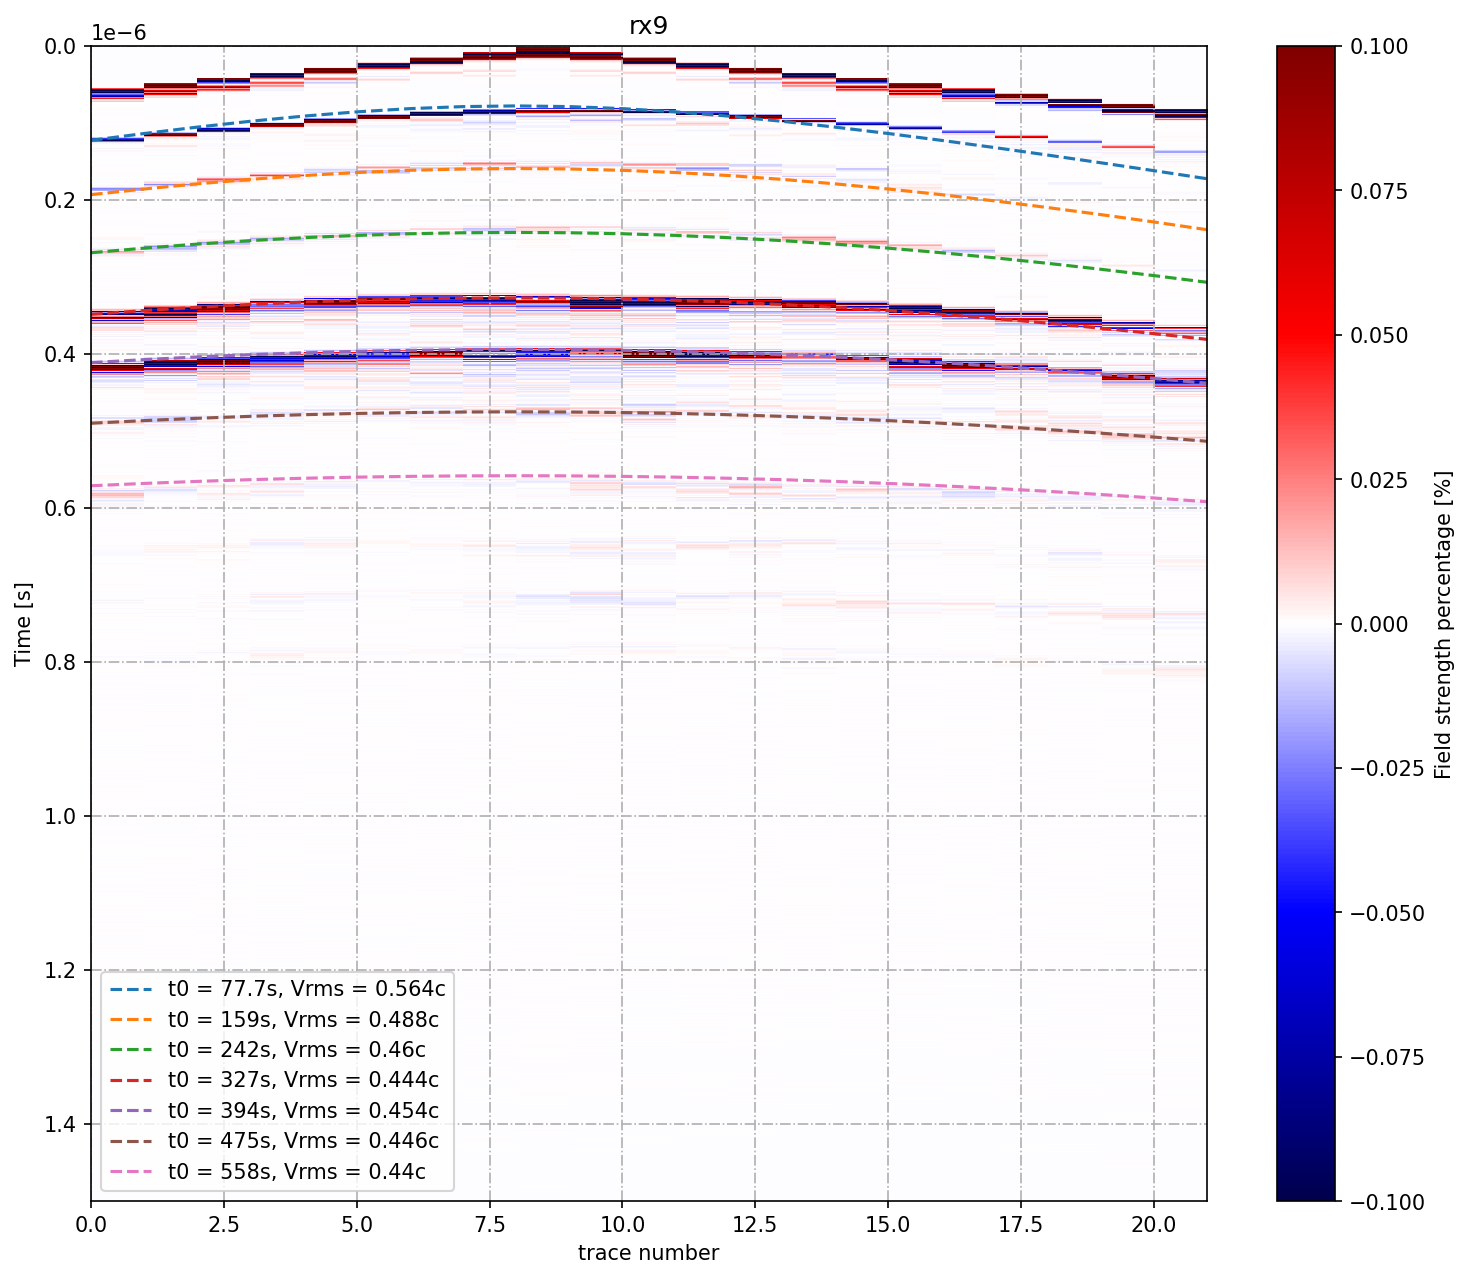 rx9
1e−6
0.0
0.2
0.4
0.6
0.8
1.0
1.2
1.4
Time [s]
t0 = 77.7s, Vrms = 0.564c
t0 = 159s, Vrms = 0.488c
t0 = 242s, Vrms = 0.46c
t0 = 327s, Vrms = 0.444c
t0 = 394s, Vrms = 0.454c
t0 = 475s, Vrms = 0.446c
t0 = 558s, Vrms = 0.44c
0.0 2.5 5.0 7.5 10.0 12.5 15.0 17.5 20.0
trace number
0.100
0.075
0.050
0.025
0.000
−0.025
−0.050
−0.075
−0.100
Field strength percentage [%]